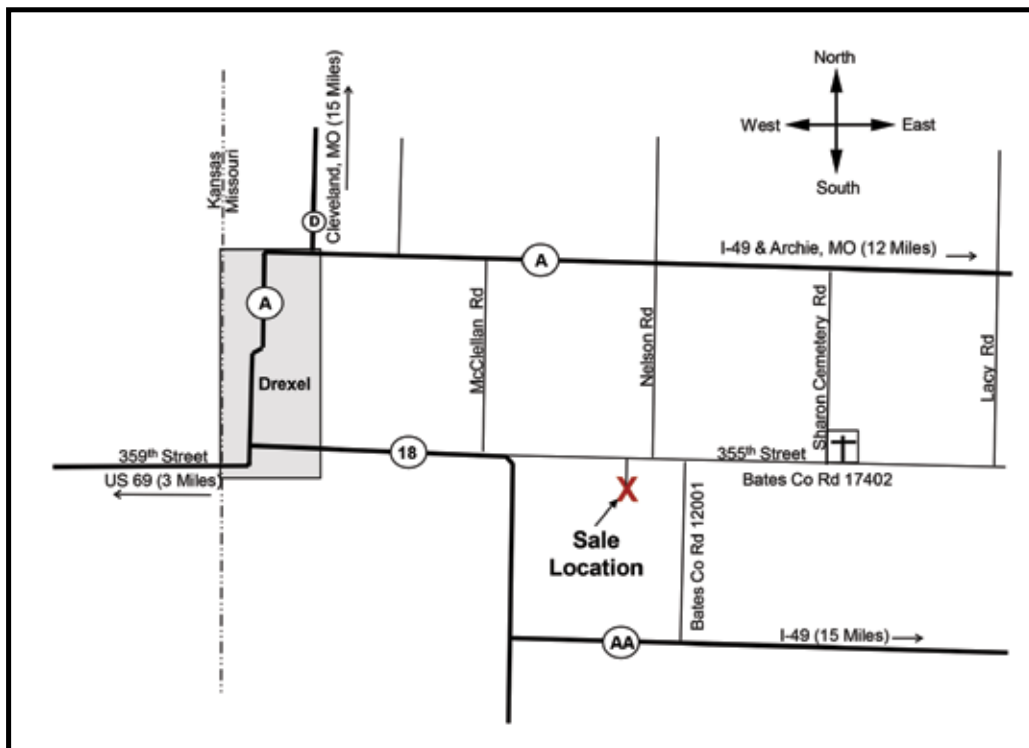 North
West
East
South
Kansas
Missouri
Cleveland, MO (15 Miles)
D
I-49 & Archie, MO (12 Miles)
A
A
McClellan Rd
Nelson Rd
Sharon Cemetery Rd
Lacy Rd
Drexel
18
359th Street
US 69 (3 Miles)
355th Street
Bates Co Rd 17402
X
Sale
Location
Bates Co Rd 12001
AA
I-49 (15 Miles)